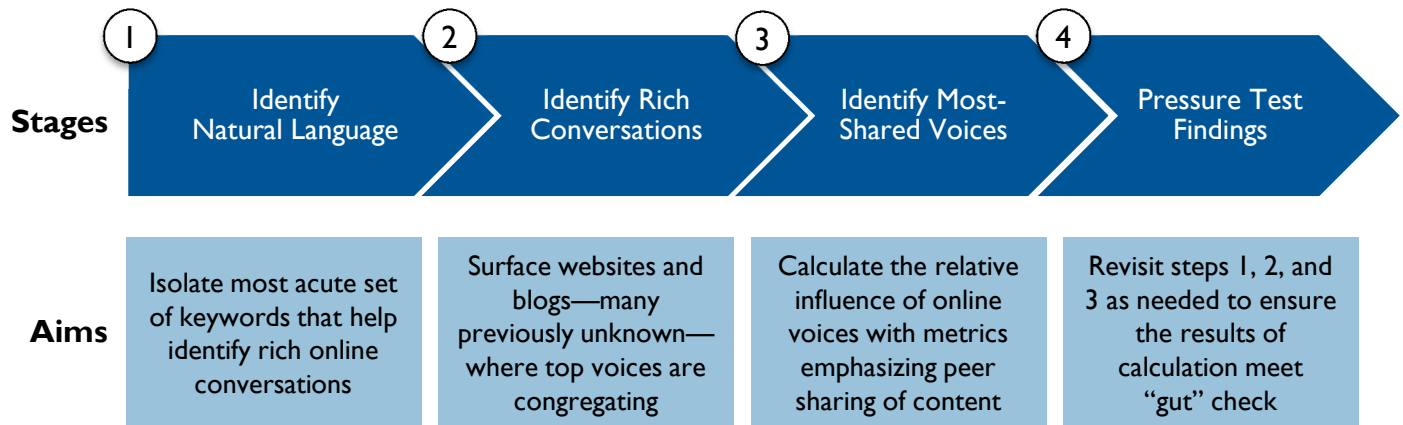 1
2
3
4
Stages
Identify
Natural Language
Identify Rich
Conversations
Identify Most-
Shared Voices
Pressure Test
Findings
Aims
Isolate most acute set
of keywords that help
identify rich online
conversations
Surface websites and
blogs—many
previously unknown—
where top voices are
congregating
Calculate the relative
influence of online
voices with metrics
emphasizing peer
sharing of content
Revisit steps 1, 2, and
3 as needed to ensure
the results of
calculation meet
“gut” check